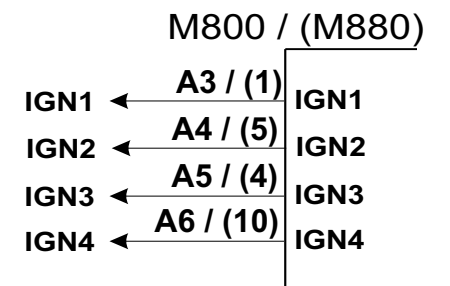 M800 / (M880)
IGN1 A3 / (1) IGN1
IGN2 A4 / (5) IGN2
IGN3 A5 / (4) IGN3
IGN4 A6 / (10) IGN4